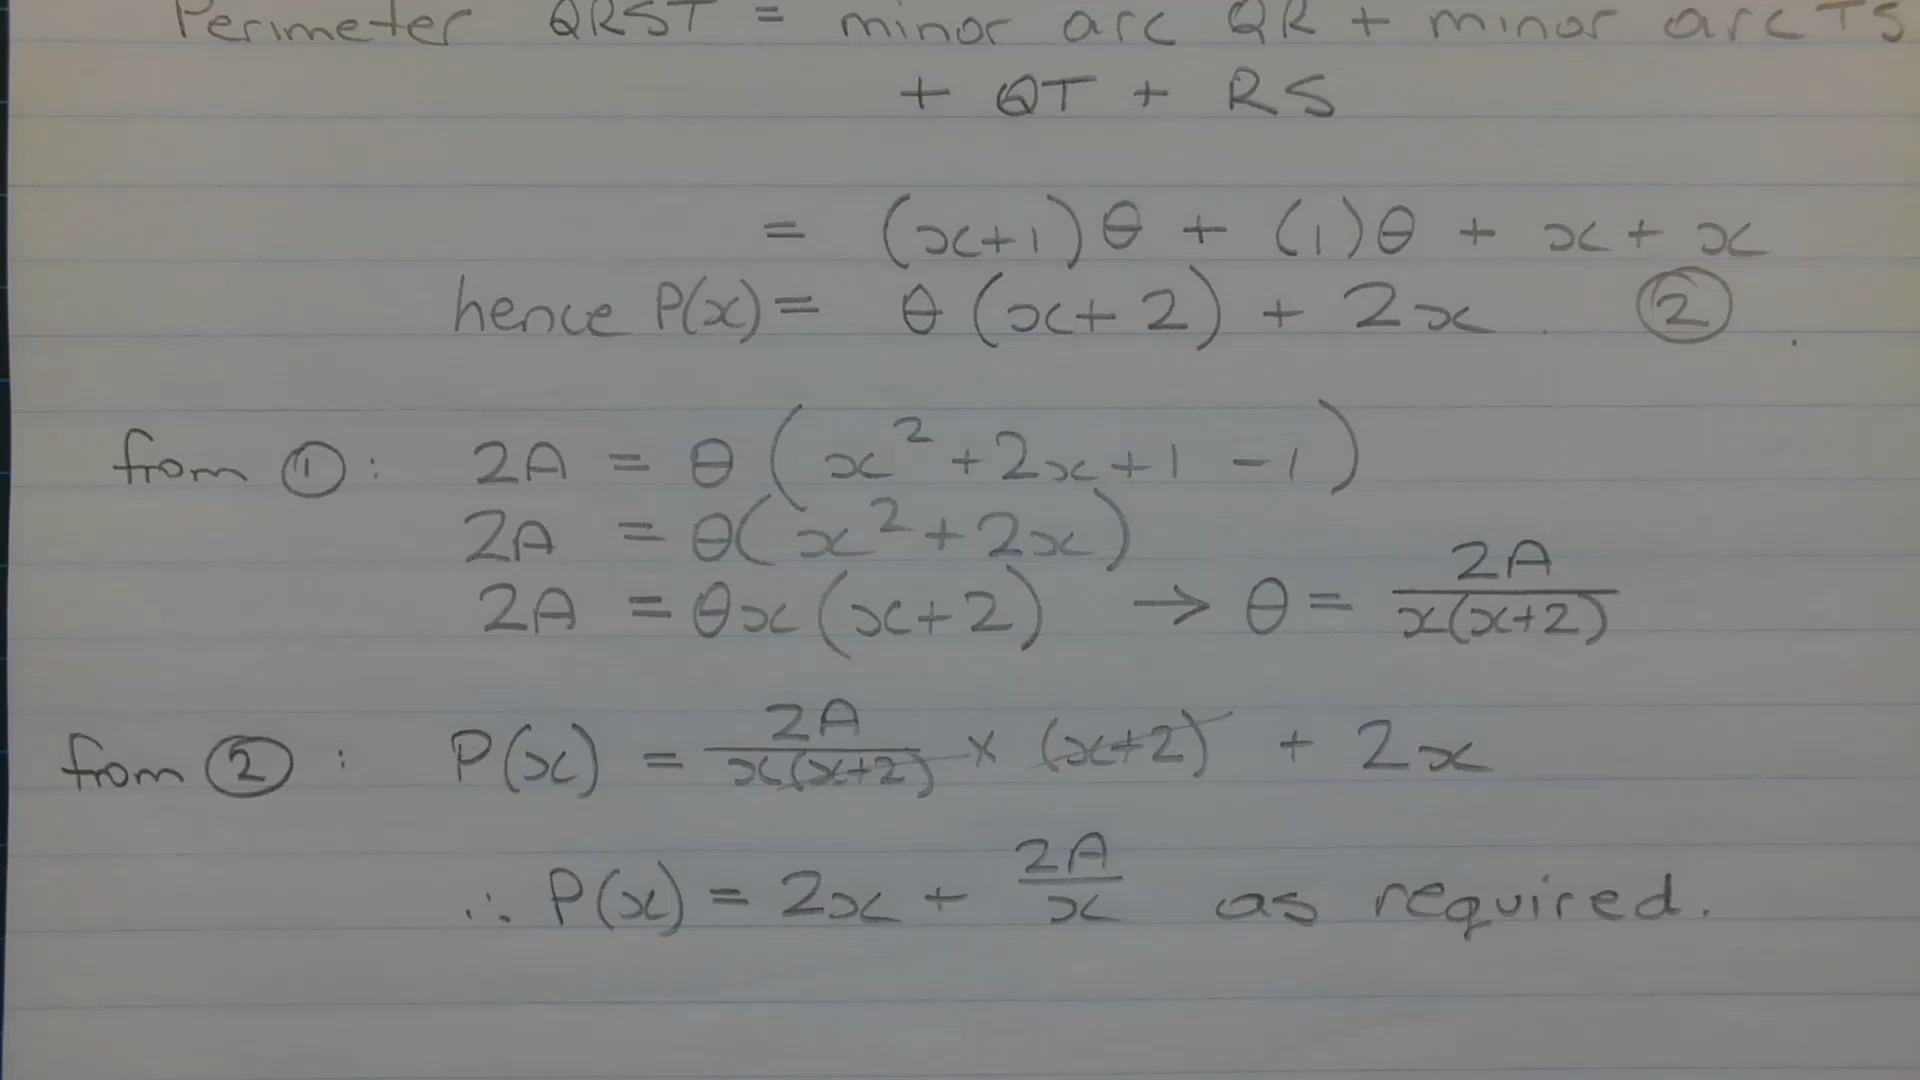 Perimeter QRST = minor arc QR + minor arc TS
+ QT + RS
= (x+1)θ + (1)θ + x + x
hence P(x) = θ(x+2) + 2x. ②
from ①: 2A = θ(x² + 2x + 1 - 1)
2A = θ(x² + 2x)
2A = θx(x+2) → θ = 2A/x(x+2)
from ②: P(x) = 2A/x(x+2) × (x+2) + 2x
∴ P(x) = 2x + 2A/x as required.